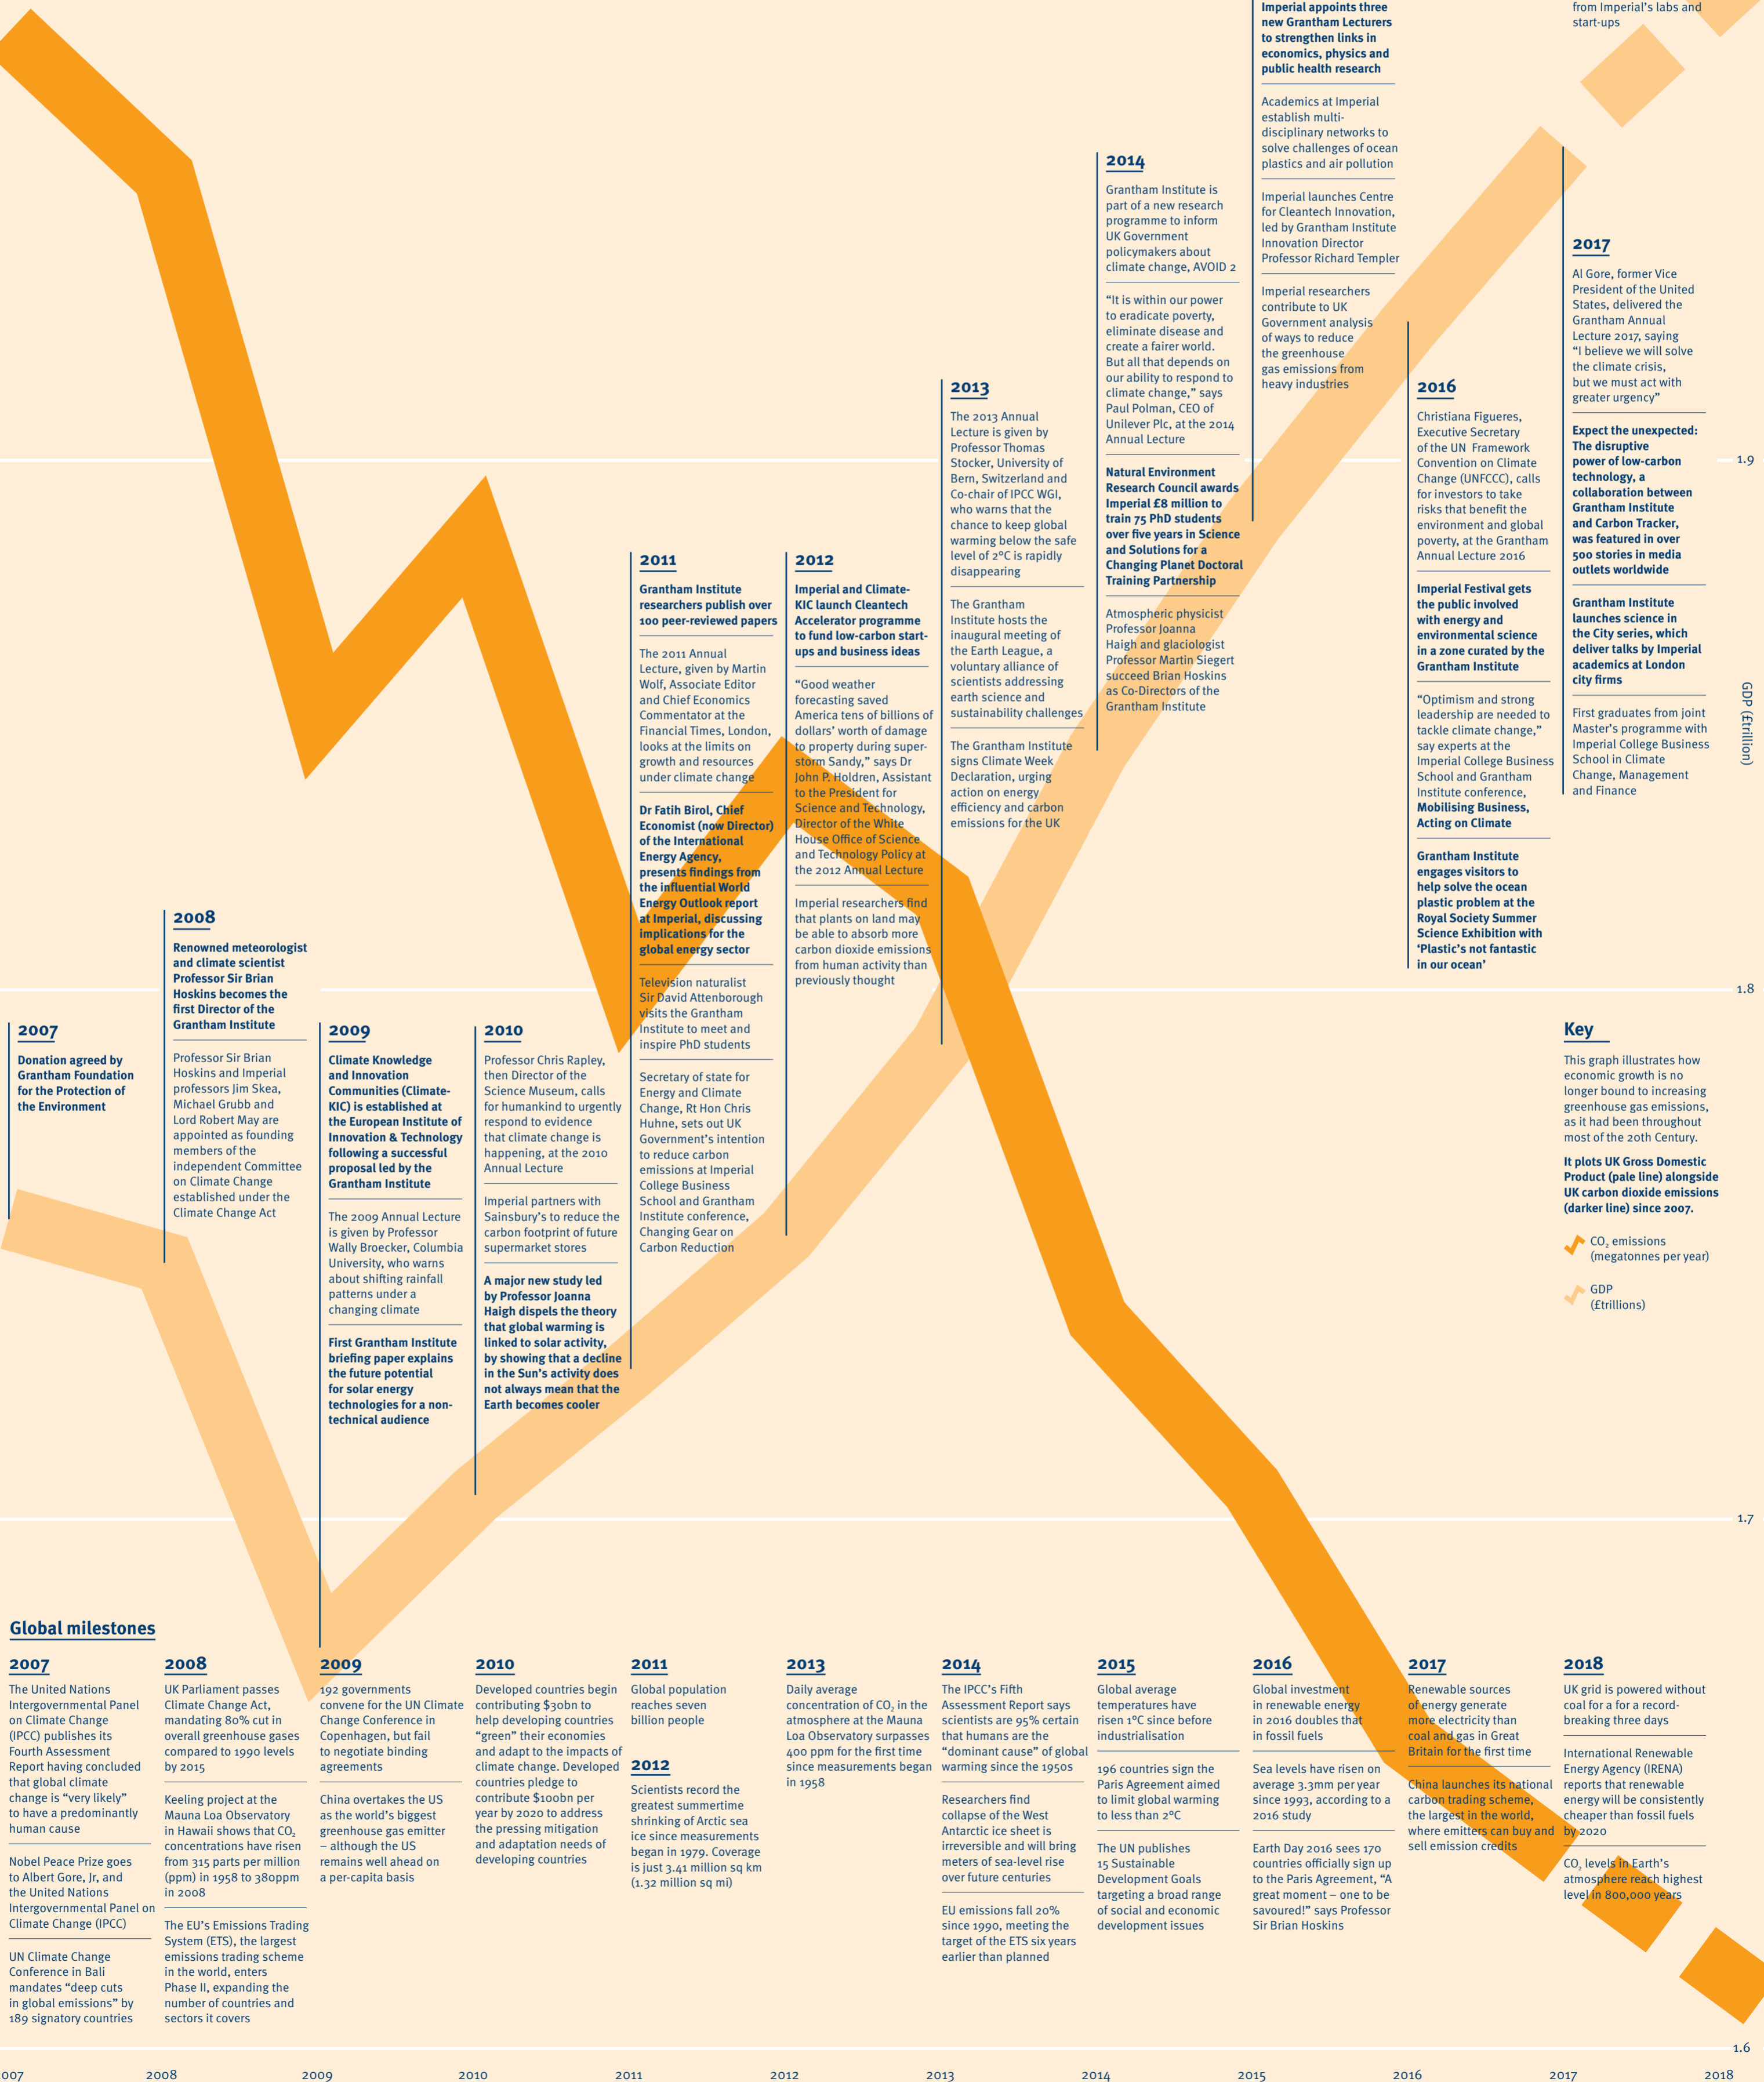 Imperial appoints three
new Grantham Lecturers
to strengthen links in
economics, physics and
public health research
Academics at Imperial
establish multi-
disciplinary networks to
solve challenges of ocean
plastics and air pollution
Imperial launches Centre
for Cleantech Innovation,
led by Grantham Institute
Innovation Director
Professor Richard Templer
Imperial researchers
contribute to UK
Government analysis
of ways to reduce
the greenhouse
gas emissions from
heavy industries
from Imperial's labs and
start-ups
2014
Grantham Institute is
part of a new research
programme to inform
UK Government
policymakers about
climate change, AVOID 2
“It is within our power
to eradicate poverty,
eliminate disease and
create a fairer world.
But all that depends on
our ability to respond to
climate change,” says
Paul Polman, CEO of
Unilever Plc, at the 2014
Annual Lecture
Natural Environment
Research Council awards
Imperial £8 million to
train 75 PhD students
over five years in Science
and Solutions for a
Changing Planet Doctoral
Training Partnership
Atmospheric physicist
Professor Joanna
Haigh and glaciologist
Professor Martin Siegert
succeed Brian Hoskins
as Co-Directors of the
Grantham Institute
2017
Al Gore, former Vice
President of the United
States, delivered the
Grantham Annual
Lecture 2017, saying
“I believe we will solve
the climate crisis,
but we must act with
greater urgency”
Expect the unexpected:
The disruptive
power of low-carbon
technology, a
collaboration between
Grantham Institute
and Carbon Tracker,
was featured in over
500 stories in media
outlets worldwide
Grantham Institute
launches science in
the City series, which
deliver talks by Imperial
academics at London
city firms
First graduates from joint
Master's programme with
Imperial College Business
School in Climate
Change, Management
and Finance
2013
The 2013 Annual
Lecture is given by
Professor Thomas
Stocker, University of
Bern, Switzerland and
Co-chair of IPCC WGI,
who warns that the
chance to keep global
warming below the safe
level of 2°C is rapidly
disappearing
The Grantham
Institute hosts the
inaugural meeting of
the Earth League, a
voluntary alliance of
scientists addressing
earth science and
sustainability challenges
The Grantham Institute
signs Climate Week
Declaration, urging
action on energy
efficiency and carbon
emissions for the UK
2016
Christiana Figueres,
Executive Secretary
of the UN Framework
Convention on Climate
Change (UNFCCC), calls
for investors to take
risks that benefit the
environment and global
poverty, at the Grantham
Annual Lecture 2016
Imperial Festival gets
the public involved
with energy and
environmental science
in a zone curated by the
Grantham Institute
“Optimism and strong
leadership are needed to
tackle climate change,”
say experts at the
Imperial College Business
School and Grantham
Institute conference,
Mobilising Business,
Acting on Climate
Grantham Institute
engages visitors to
help solve the ocean
plastic problem at the
Royal Society Summer
Science Exhibition with
‘Plastic's not fantastic
in our ocean’
1.9
GDP (£trillion)
1.8
1.7
1.6
2011
Grantham Institute
researchers publish over
100 peer-reviewed papers
The 2011 Annual
Lecture, given by Martin
Wolf, Associate Editor
and Chief Economics
Commentator at the
Financial Times, London,
looks at the limits on
growth and resources
under climate change
Dr Fatih Birol, Chief
Economist (now Director)
of the International
Energy Agency,
presents findings from
the influential World
Energy Outlook report
at Imperial, discussing
implications for the
global energy sector
Television naturalist
Sir David Attenborough
visits the Grantham
Institute to meet and
inspire PhD students
Secretary of state for
Energy and Climate
Change, Rt Hon Chris
Huhne, sets out UK
Government's intention
to reduce carbon
emissions at Imperial
College Business
School and Grantham
Institute conference,
Changing Gear on
Carbon Reduction
2012
Imperial and Climate-
KIC launch Cleantech
Accelerator programme
to fund low-carbon start-
ups and business ideas
“Good weather
forecasting saved
America tens of billions of
dollars' worth of damage
to property during super-
storm Sandy,” says Dr
John P. Holdren, Assistant
to the President for
Science and Technology,
Director of the White
House Office of Science
and Technology Policy at
the 2012 Annual Lecture
Imperial researchers find
that plants on land may
be able to absorb more
carbon dioxide emissions
from human activity than
previously thought
2007
Donation agreed by
Grantham Foundation
for the Protection of
the Environment
2008
Renowned meteorologist
and climate scientist
Professor Sir Brian
Hoskins becomes the
first Director of the
Grantham Institute
Professor Sir Brian
Hoskins and Imperial
professors Jim Skea,
Michael Grubb and
Lord Robert May are
appointed as founding
members of the
independent Committee
on Climate Change
established under the
Climate Change Act
2009
Climate Knowledge
and Innovation
Communities (Climate-
KIC) is established at
the European Institute of
Innovation & Technology
following a successful
proposal led by the
Grantham Institute
The 2009 Annual Lecture
is given by Professor
Wally Broecker, Columbia
University, who warns
about shifting rainfall
patterns under a
changing climate
First Grantham Institute
briefing paper explains
the future potential
for solar energy
technologies for a non-
technical audience
2010
Professor Chris Rapley,
then Director of the
Science Museum, calls
for humankind to urgently
respond to evidence
that climate change is
happening, at the 2010
Annual Lecture
Imperial partners with
Sainsbury's to reduce the
carbon footprint of future
supermarket stores
A major new study led
by Professor Joanna
Haigh dispels the theory
that global warming is
linked to solar activity,
by showing that a decline
in the Sun's activity does
not always mean that the
Earth becomes cooler
Key
This graph illustrates how
economic growth is no
longer bound to increasing
greenhouse gas emissions,
as it had been throughout
most of the 20th Century.
It plots UK Gross Domestic
Product (pale line) alongside
UK carbon dioxide emissions
(darker line) since 2007.
CO₂ emissions
(megatonnes per year)
GDP
(£trillions)
Global milestones
2007
The United Nations
Intergovernmental Panel
on Climate Change
(IPCC) publishes its
Fourth Assessment
Report having concluded
that global climate
change is “very likely”
to have a predominantly
human cause
Nobel Peace Prize goes
to Albert Gore, Jr, and
the United Nations
Intergovernmental Panel on
Climate Change (IPCC)
UN Climate Change
Conference in Bali
mandates “deep cuts
in global emissions” by
189 signatory countries
2008
UK Parliament passes
Climate Change Act,
mandating 80% cut in
overall greenhouse gases
compared to 1990 levels
by 2015
Keeling project at the
Mauna Loa Observatory
in Hawaii shows that CO₂
concentrations have risen
from 315 parts per million
(ppm) in 1958 to 380ppm
in 2008
The EU's Emissions Trading
System (ETS), the largest
emissions trading scheme
in the world, enters
Phase II, expanding the
number of countries and
sectors it covers
2009
192 governments
convene for the UN Climate
Change Conference in
Copenhagen, but fail
to negotiate binding
agreements
China overtakes the US
as the world's biggest
greenhouse gas emitter
– although the US
remains well ahead on
a per-capita basis
2010
Developed countries begin
contributing $30bn to
help developing countries
“green” their economies
and adapt to the impacts of
climate change. Developed
countries pledge to
contribute $100bn per
year by 2020 to address
the pressing mitigation
and adaptation needs of
developing countries
2011
Global population
reaches seven
billion people
2012
Scientists record the
greatest summertime
shrinking of Arctic sea
ice since measurements
began in 1979. Coverage
is just 3.41 million sq km
(1.32 million sq mi)
2013
Daily average
concentration of CO₂ in the
atmosphere at the Mauna
Loa Observatory surpasses
400 ppm for the first time
since measurements began
in 1958
2014
The IPCC's Fifth
Assessment Report says
scientists are 95% certain
that humans are the
“dominant cause” of global
warming since the 1950s
Researchers find
collapse of the West
Antarctic ice sheet is
irreversible and will bring
meters of sea-level rise
over future centuries
EU emissions fall 20%
since 1990, meeting the
target of the ETS six years
earlier than planned
2015
Global average
temperatures have
risen 1°C since before
industrialisation
196 countries sign the
Paris Agreement aimed
to limit global warming
to less than 2°C
The UN publishes
15 Sustainable
Development Goals
targeting a broad range
of social and economic
development issues
2016
Global investment
in renewable energy
in 2016 doubles that
in fossil fuels
Sea levels have risen on
average 3.3mm per year
since 1993, according to a
2016 study
Earth Day 2016 sees 170
countries officially sign up
to the Paris Agreement, “A
great moment – one to be
savoured!” says Professor
Sir Brian Hoskins
2017
Renewable sources
of energy generate
more electricity than
coal and gas in Great
Britain for the first time
China launches its national
carbon trading scheme,
the largest in the world,
where emitters can buy and
sell emission credits
2018
UK grid is powered without
coal for a for a record-
breaking three days
International Renewable
Energy Agency (IRENA)
reports that renewable
energy will be consistently
cheaper than fossil fuels
by 2020
CO₂ levels in Earth's
atmosphere reach highest
level in 800,000 years
007 2008 2009 2010 2011 2012 2013 2014 2015 2016 2017 2018